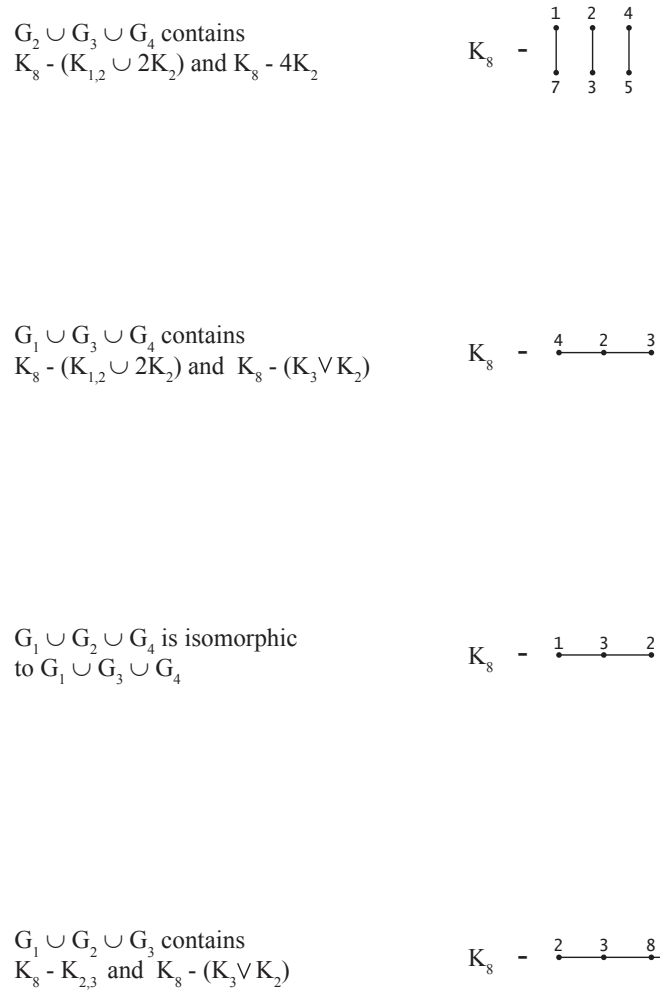 G₂ ∪ G₃ ∪ G₄ contains
K₈ - (K₁,₂ ∪ 2K₂) and K₈ - 4K₂
K₈ -
1 2 4
7 3 5
G₁ ∪ G₃ ∪ G₄ contains
K₈ - (K₁,₂ ∪ 2K₂) and K₈ - (K₃∨K₂)
K₈ -
4 2 3
G₁ ∪ G₂ ∪ G₄ is isomorphic
to G₁ ∪ G₃ ∪ G₄
K₈ -
1 3 2
G₁ ∪ G₂ ∪ G₃ contains
K₈ - K₂,₃ and K₈ - (K₃∨K₂)
K₈ -
2 3 8